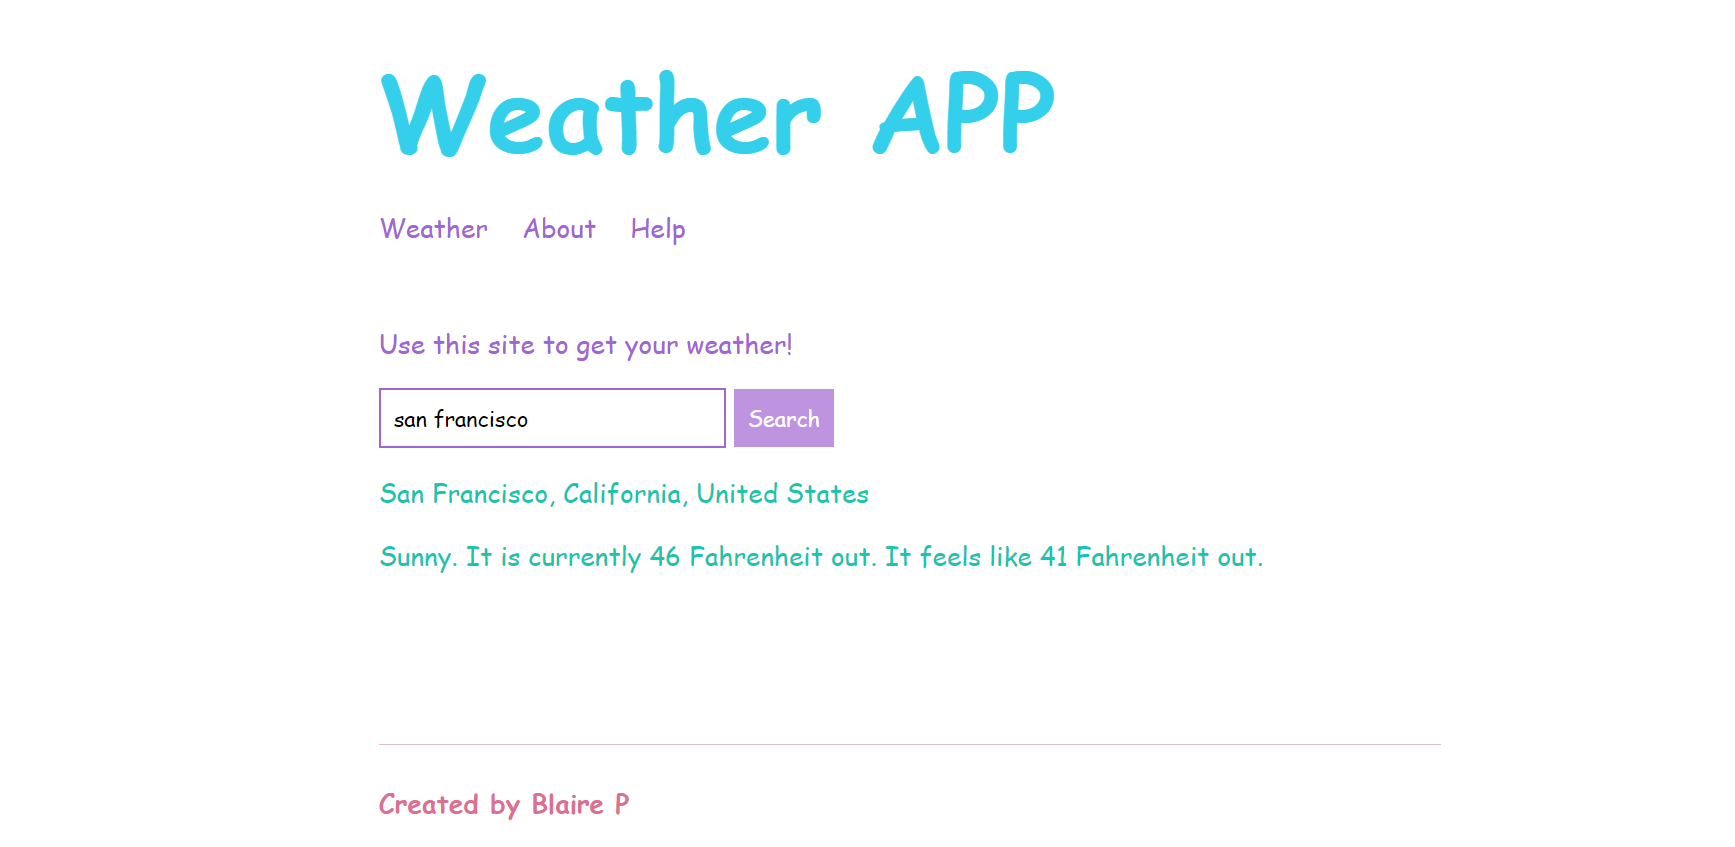 Weather APP
Weather About Help
Use this site to get your weather!
san francisco Search
San Francisco, California, United States
Sunny. It is currently 46 Fahrenheit out. It feels like 41 Fahrenheit out.
Created by Blaire P